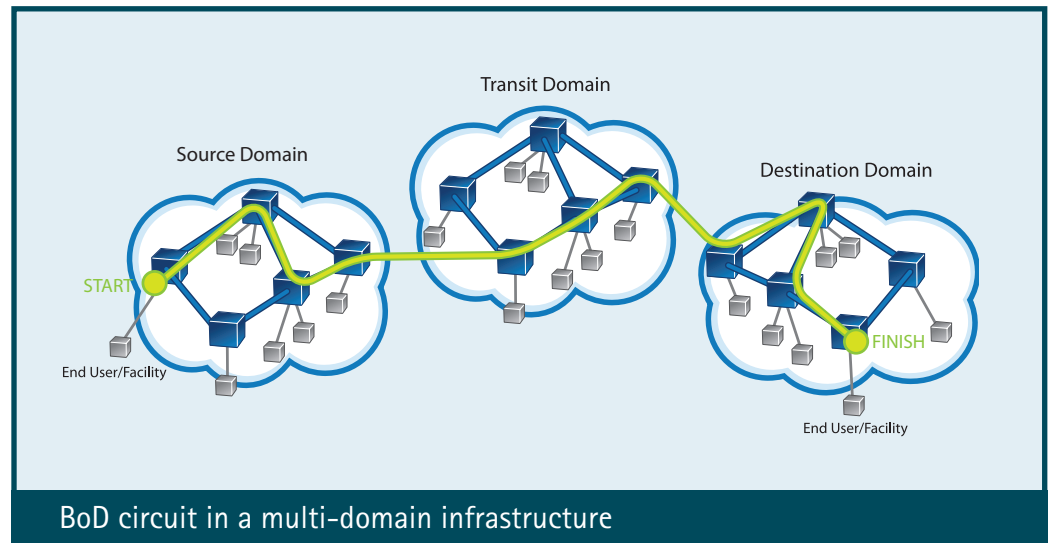 Transit Domain
Source Domain
Destination Domain
START
End User/Facility
FINISH
End User/Facility
BoD circuit in a multi-domain infrastructure